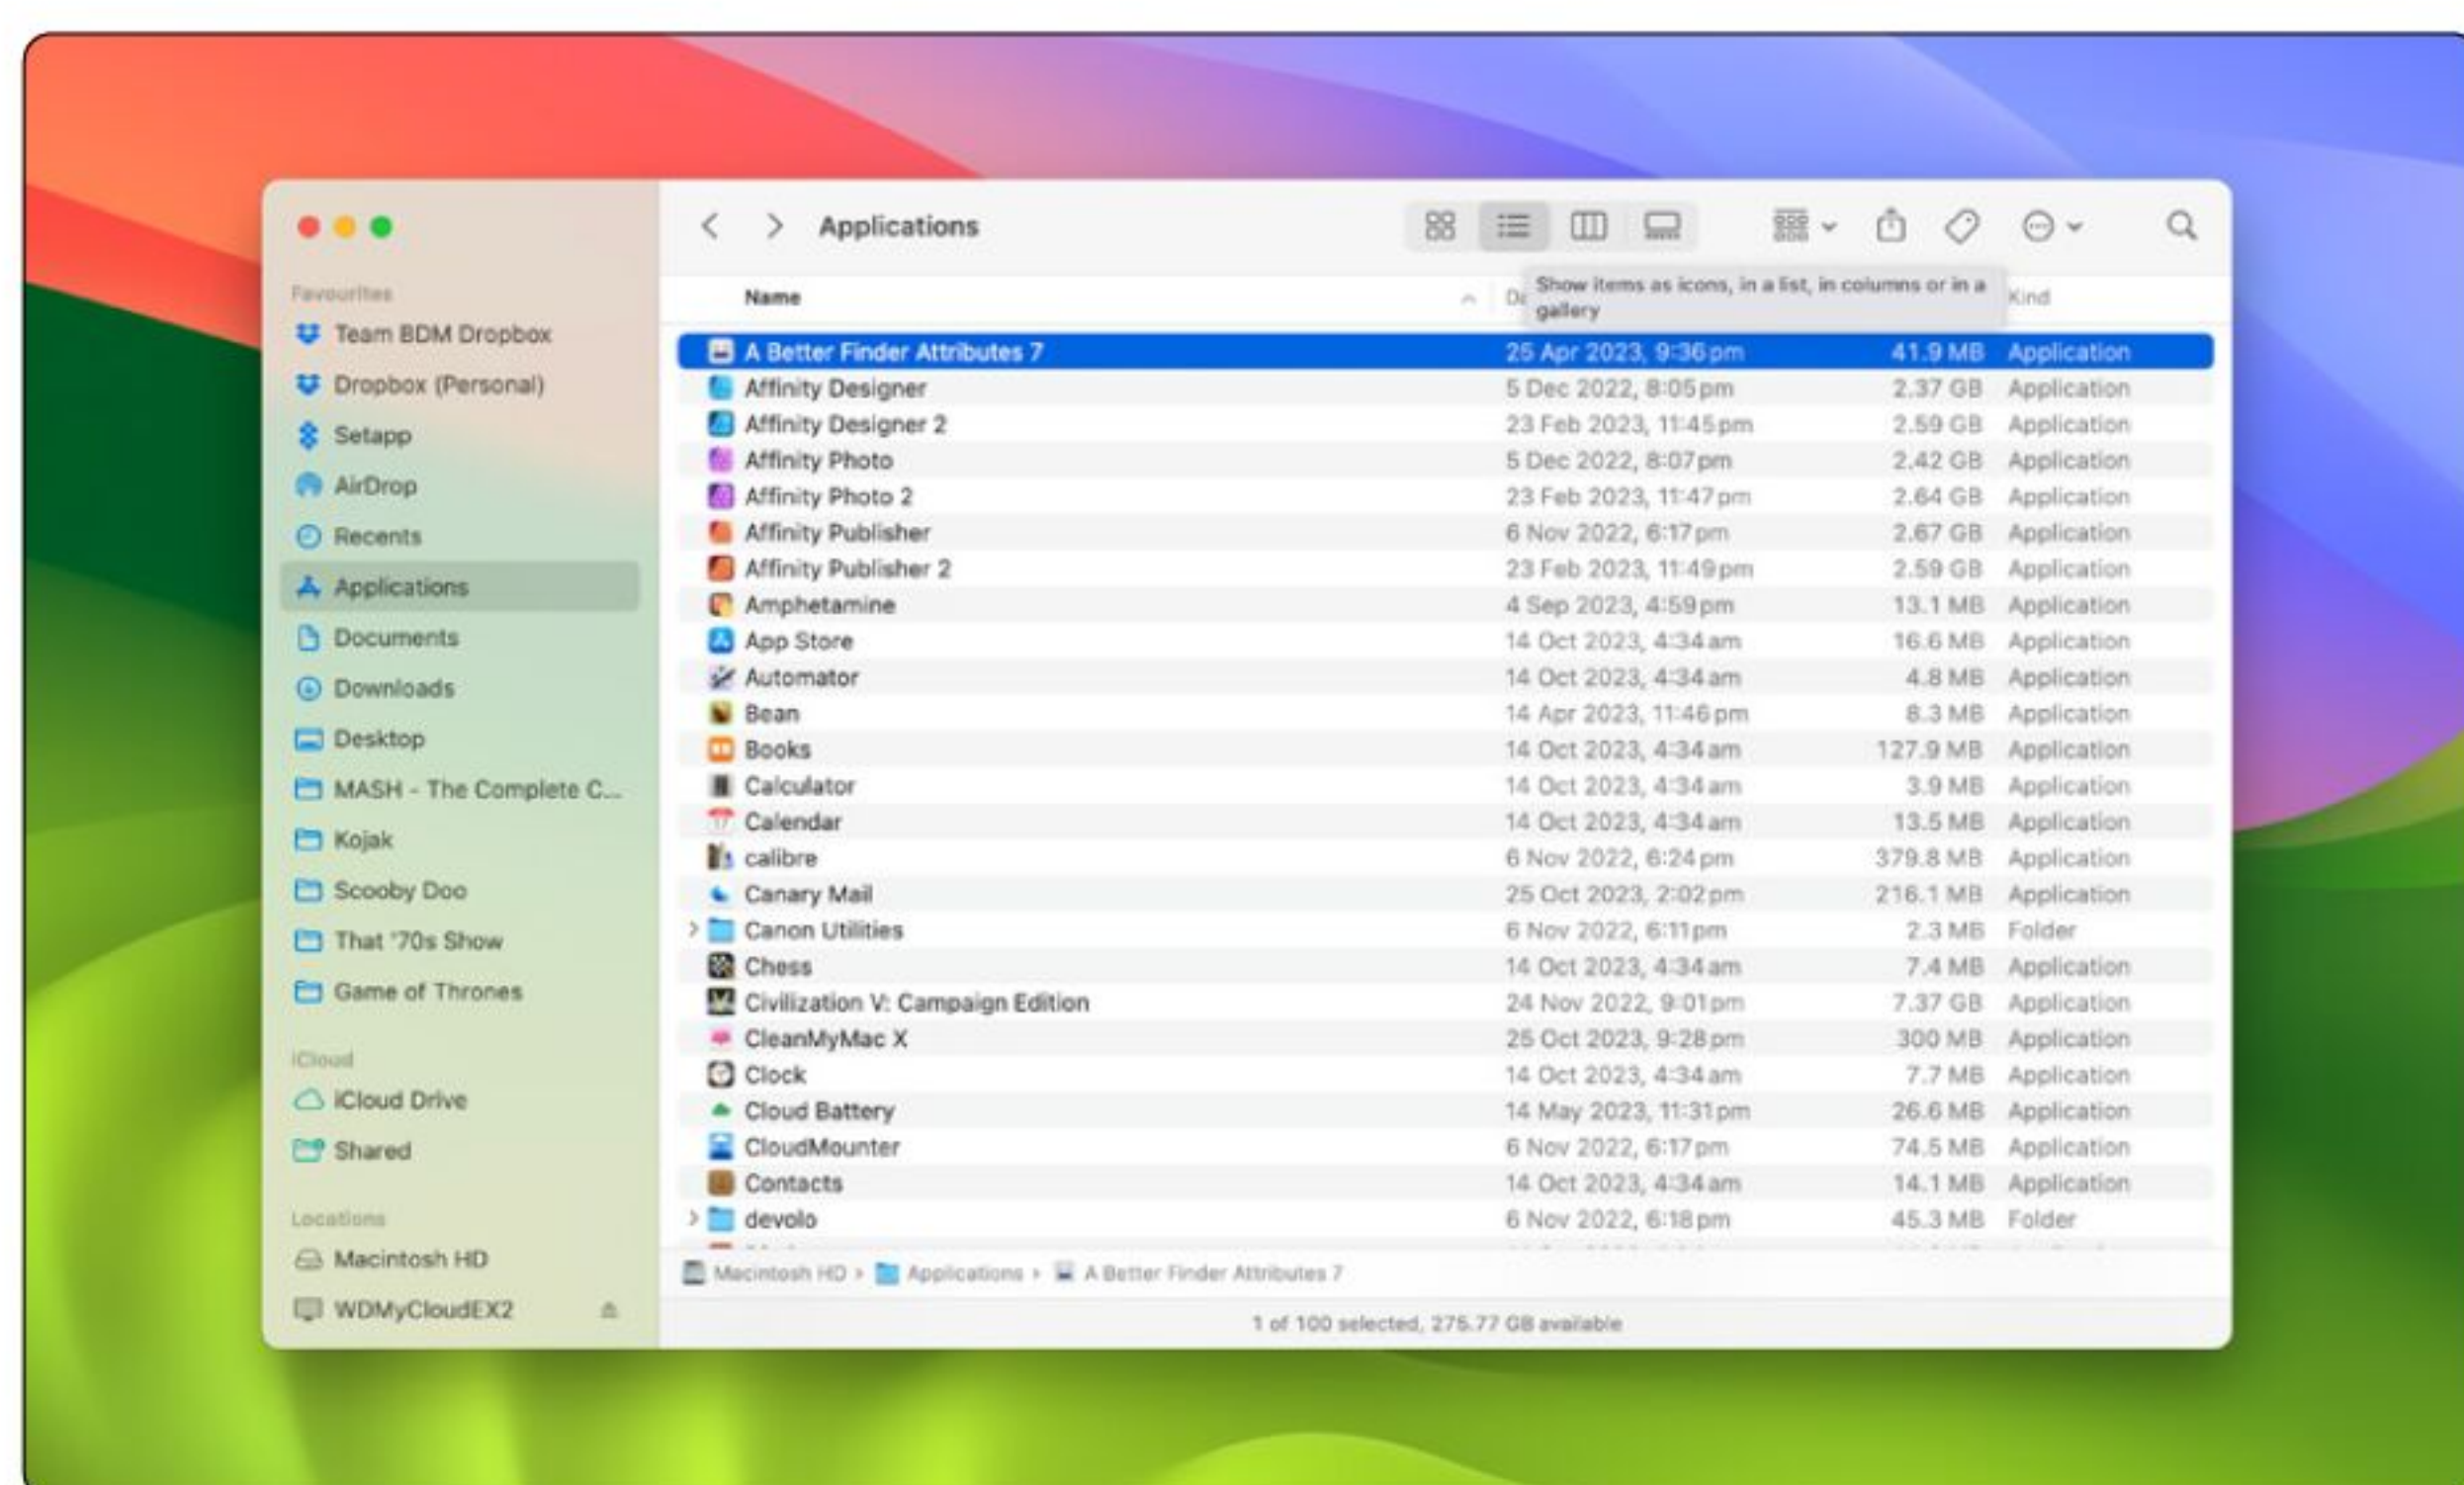 Applications
Favourites
Team BDM Dropbox
Dropbox (Personal)
Setapp
AirDrop
Recents
Applications
Documents
Downloads
Desktop
MASH - The Complete C...
Kojak
Scooby Doo
That '70s Show
Game of Thrones
iCloud
iCloud Drive
Shared
Locations
Macintosh HD
WDMyCloudEX2
Show items as icons, in a list, in columns or in a
gallery
Name Kind
A Better Finder Attributes 7 25 Apr 2023, 9:36 pm 41.9 MB Application
Affinity Designer 5 Dec 2022, 8:05 pm 2.37 GB Application
Affinity Designer 2 23 Feb 2023, 11:45 pm 2.59 GB Application
Affinity Photo 5 Dec 2022, 8:07 pm 2.42 GB Application
Affinity Photo 2 23 Feb 2023, 11:47 pm 2.64 GB Application
Affinity Publisher 6 Nov 2022, 6:17 pm 2.67 GB Application
Affinity Publisher 2 23 Feb 2023, 11:49 pm 2.59 GB Application
Amphetamine 4 Sep 2023, 4:59 pm 13.1 MB Application
App Store 14 Oct 2023, 4:34 am 16.6 MB Application
Automator 14 Oct 2023, 4:34 am 4.8 MB Application
Bean 14 Apr 2023, 11:46 pm 8.3 MB Application
Books 14 Oct 2023, 4:34 am 127.9 MB Application
Calculator 14 Oct 2023, 4:34 am 3.9 MB Application
Calendar 14 Oct 2023, 4:34 am 13.5 MB Application
calibre 6 Nov 2022, 6:24 pm 379.8 MB Application
Canary Mail 25 Oct 2023, 2:02 pm 216.1 MB Application
Canon Utilities 6 Nov 2022, 6:11 pm 2.3 MB Folder
Chess 14 Oct 2023, 4:34 am 7.4 MB Application
Civilization V: Campaign Edition 24 Nov 2022, 9:01 pm 7.37 GB Application
CleanMyMac X 25 Oct 2023, 9:28 pm 300 MB Application
Clock 14 Oct 2023, 4:34 am 7.7 MB Application
Cloud Battery 14 May 2023, 11:31 pm 26.6 MB Application
CloudMounter 6 Nov 2022, 6:17 pm 74.5 MB Application
Contacts 14 Oct 2023, 4:34 am 14.1 MB Application
devolo 6 Nov 2022, 6:18 pm 45.3 MB Folder
Macintosh HD › Applications › A Better Finder Attributes 7
1 of 100 selected, 275.77 GB available